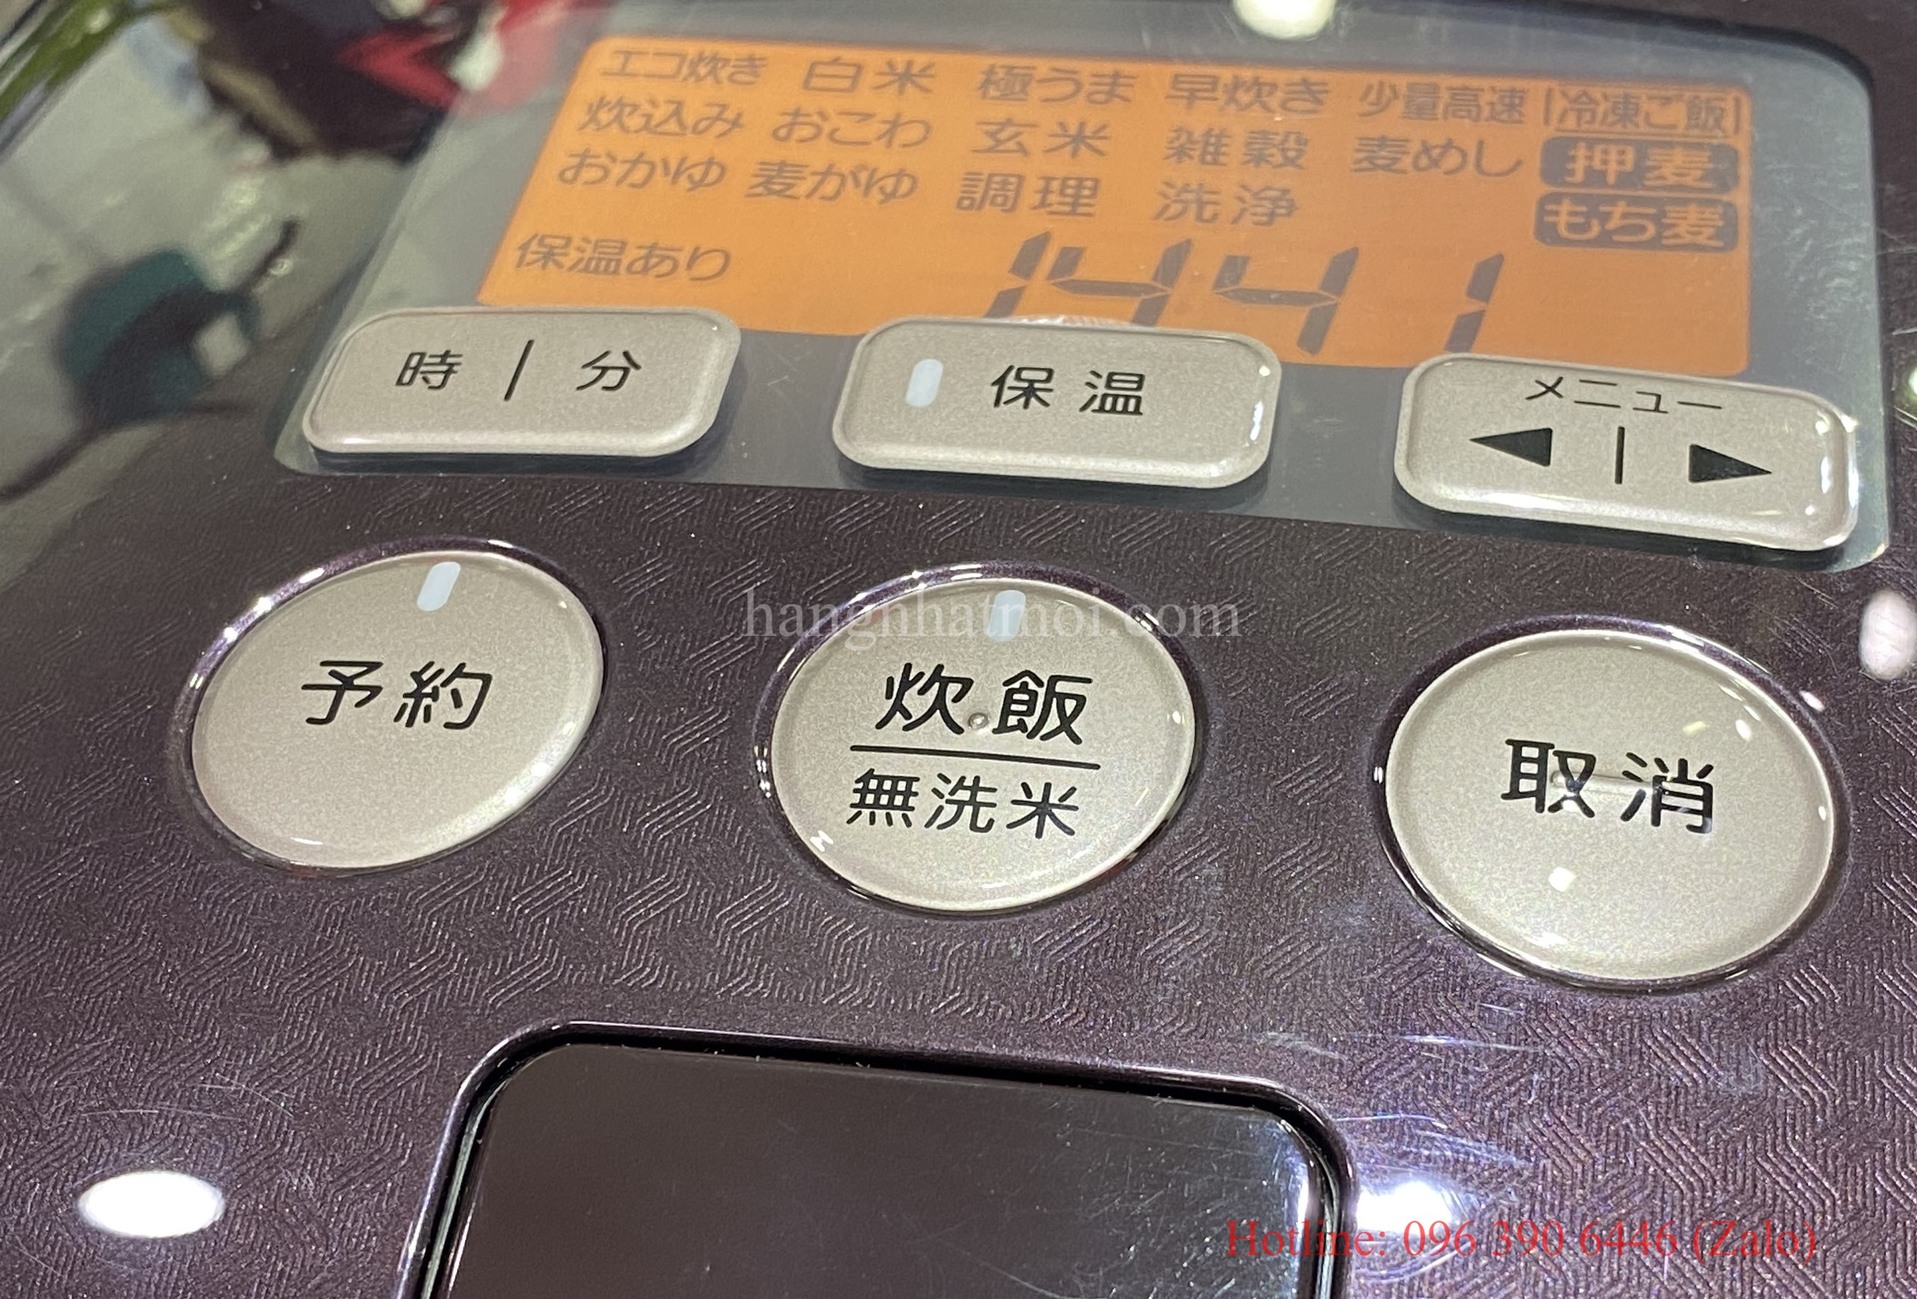 エコ炊き 白米 極うま 早炊き 少量高速 冷凍ご飯
炊込み おこわ 玄米 雑穀 麦めし 押麦
おかゆ 麦がゆ 調理 洗浄 もち麦
保温あり 1441
時 | 分
保温
メニュー
◀ | ▶
hangnhatmoi.com
予約
炊飯
無洗米
取消
Hotline: 096 390 6446 (Zalo)